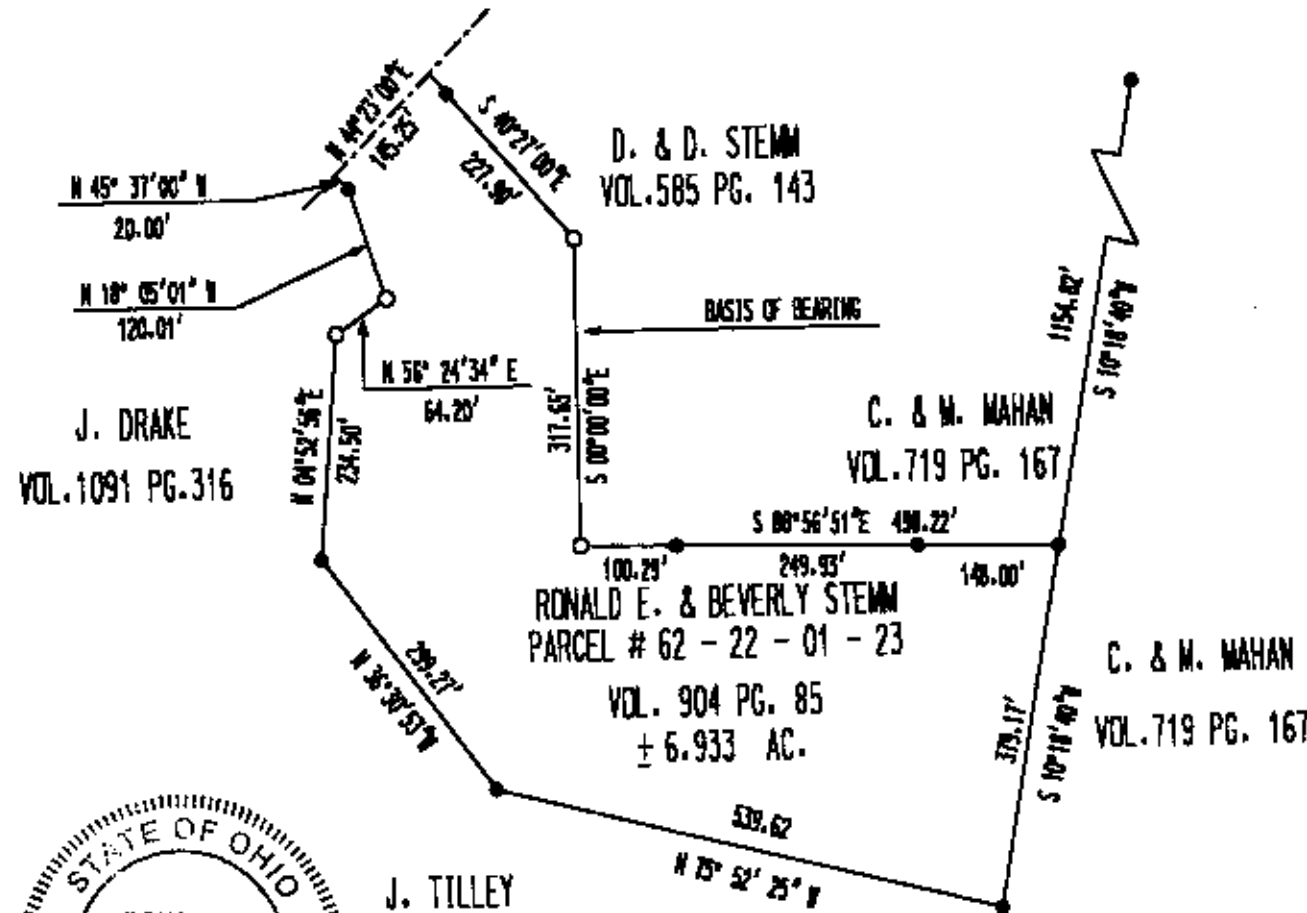 N 44°23'00"E
145.25'
S 40°27'00"E
227.90'
D. & D. STEMM
VOL.585 PG. 143
N 45° 37'00" W
20.00'
N 18° 05'01" W
120.01'
BASIS OF BEARING
N 56° 24'34" E
64.20'
1154.82'
S 10°18'40"W
J. DRAKE
VOL.1091 PG.316
N 04°52'56"E
234.50'
317.65'
S 00°00'00"E
C. & M. MAHAN
VOL.719 PG. 167
S 88°56'51"E 498.22'
100.29'
249.93'
148.00'
RONALD E. & BEVERLY STEMM
PARCEL # 62 - 22 - 01 - 23
VOL. 904 PG. 85
± 6.933 AC.
299.27'
N 36°30'53"W
379.17'
S 10°18'40"W
C. & M. MAHAN
VOL.719 PG. 167
539.62
N 75° 52' 25" W
STATE OF OHIO
J. TILLEY